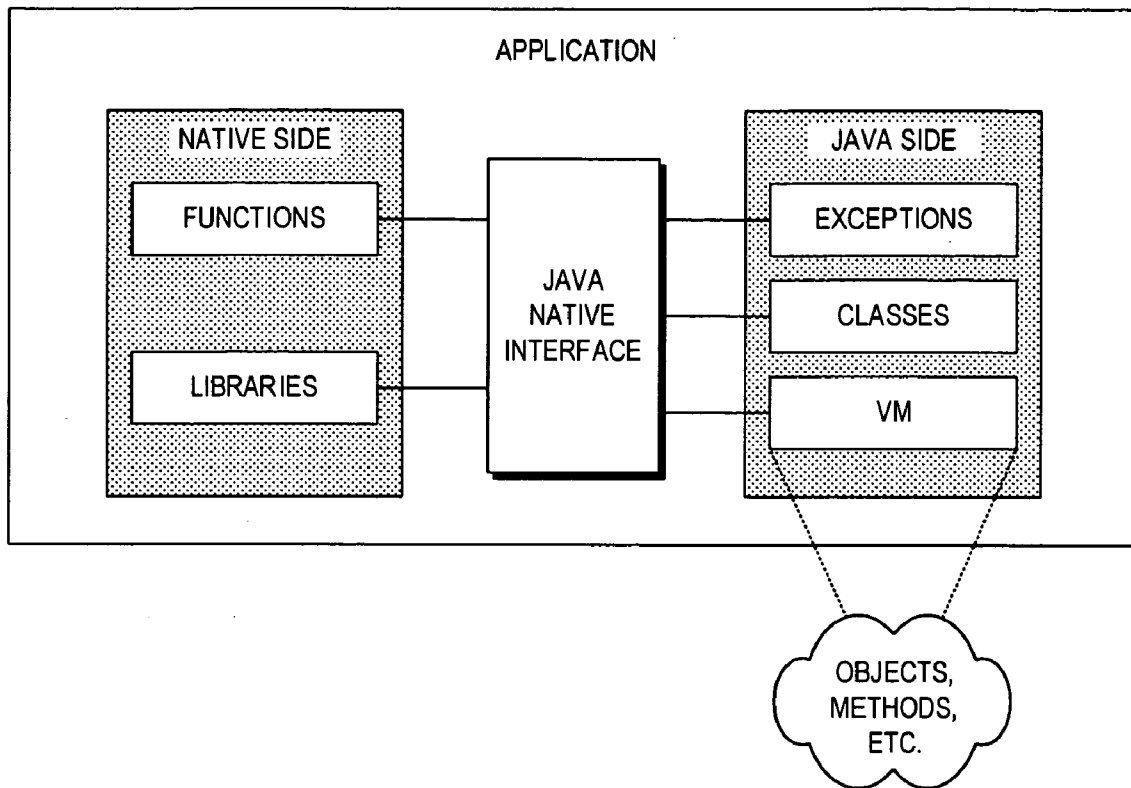 APPLICATION
NATIVE SIDE
FUNCTIONS
LIBRARIES
JAVA
NATIVE
INTERFACE
JAVA SIDE
EXCEPTIONS
CLASSES
VM
OBJECTS,
METHODS,
ETC.